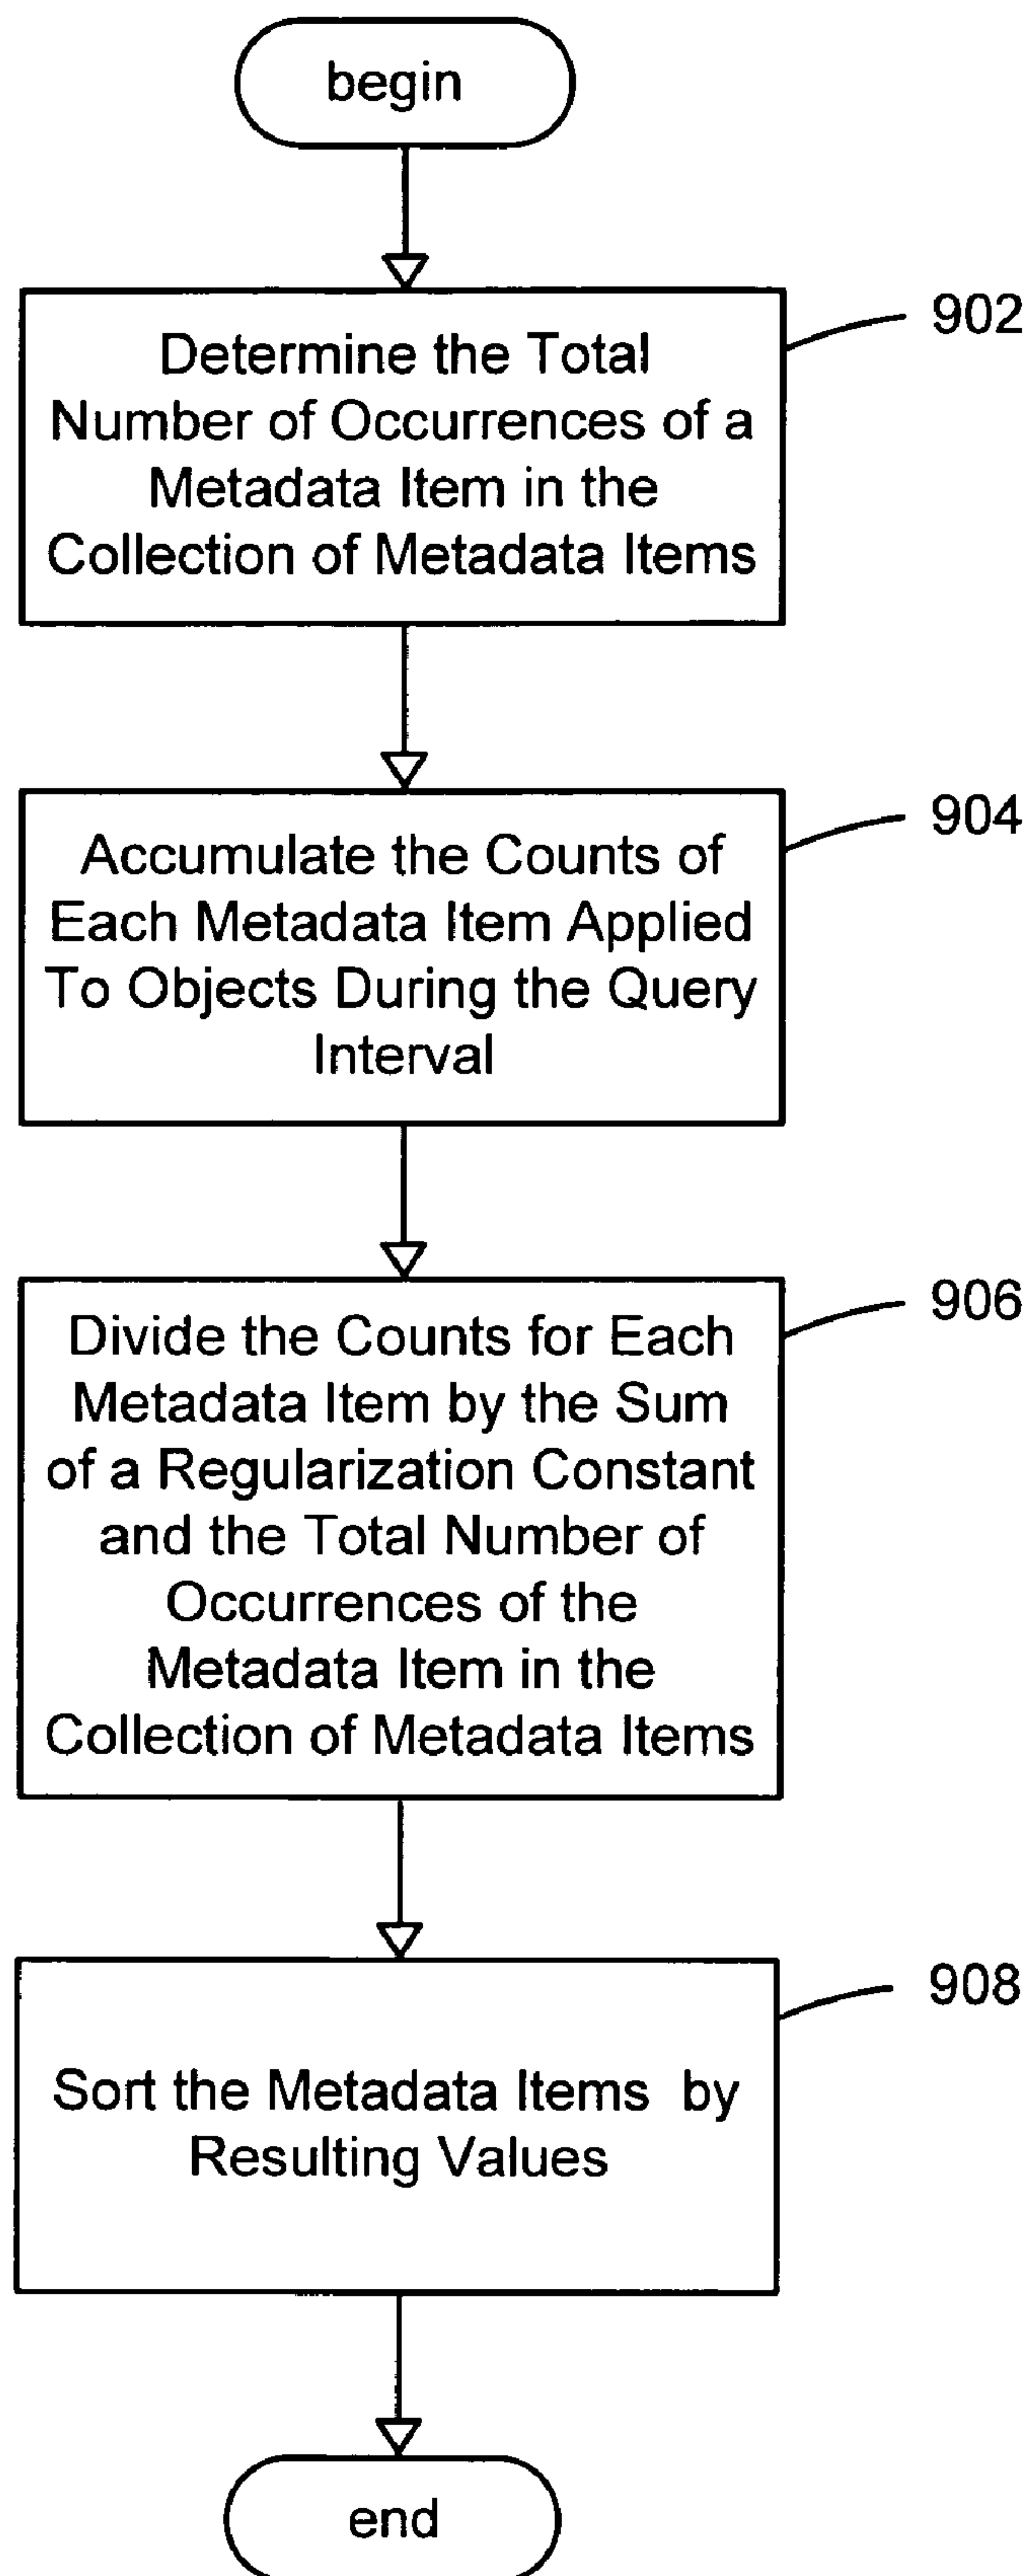 begin
902
Determine the Total
Number of Occurrences of a
Metadata Item in the
Collection of Metadata Items
904
Accumulate the Counts of
Each Metadata Item Applied
To Objects During the Query
Interval
906
Divide the Counts for Each
Metadata Item by the Sum
of a Regularization Constant
and the Total Number of
Occurrences of the
Metadata Item in the
Collection of Metadata Items
908
Sort the Metadata Items by
Resulting Values
end